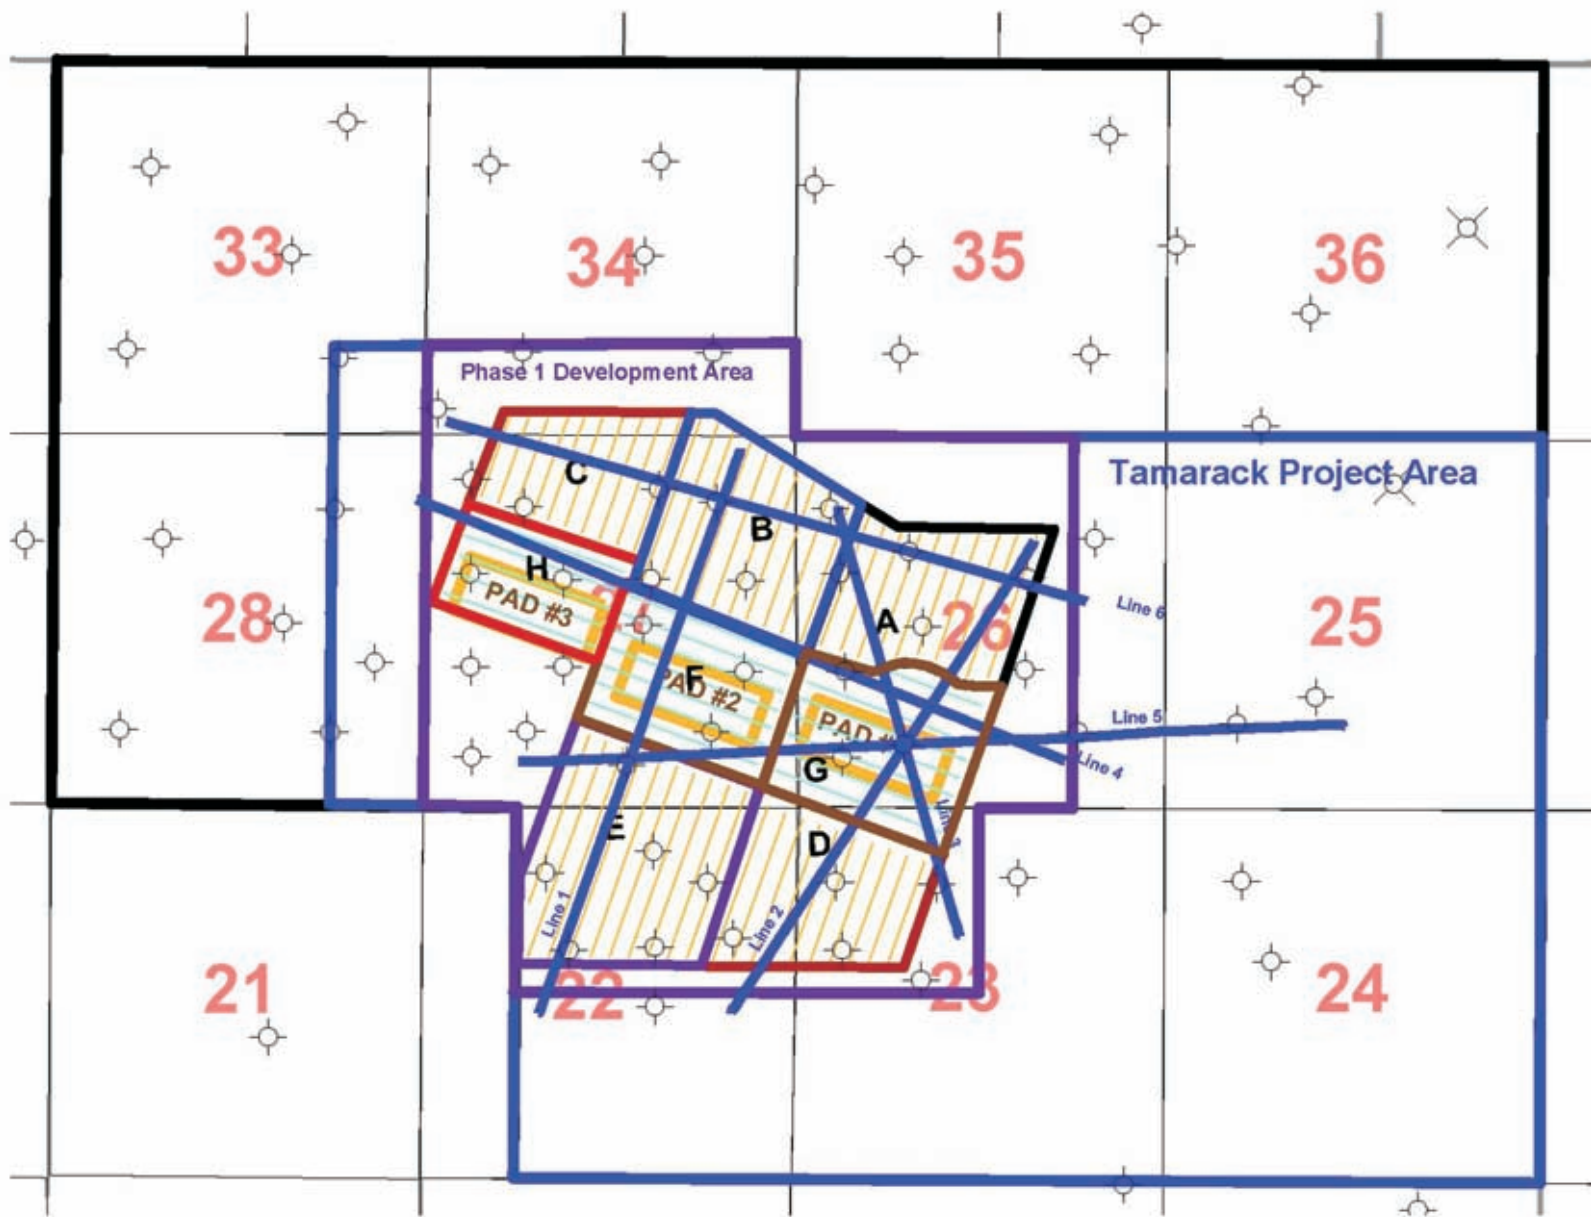 33
34
35
36
Phase 1 Development Area
Tamarack Project Area
C
B
H
PAD #3
28
A
26
Line 6
25
F
PAD #2
PAD #
Line 5
G
Line 4
Line
E
D
Line 1
Line 2
21
22
23
24